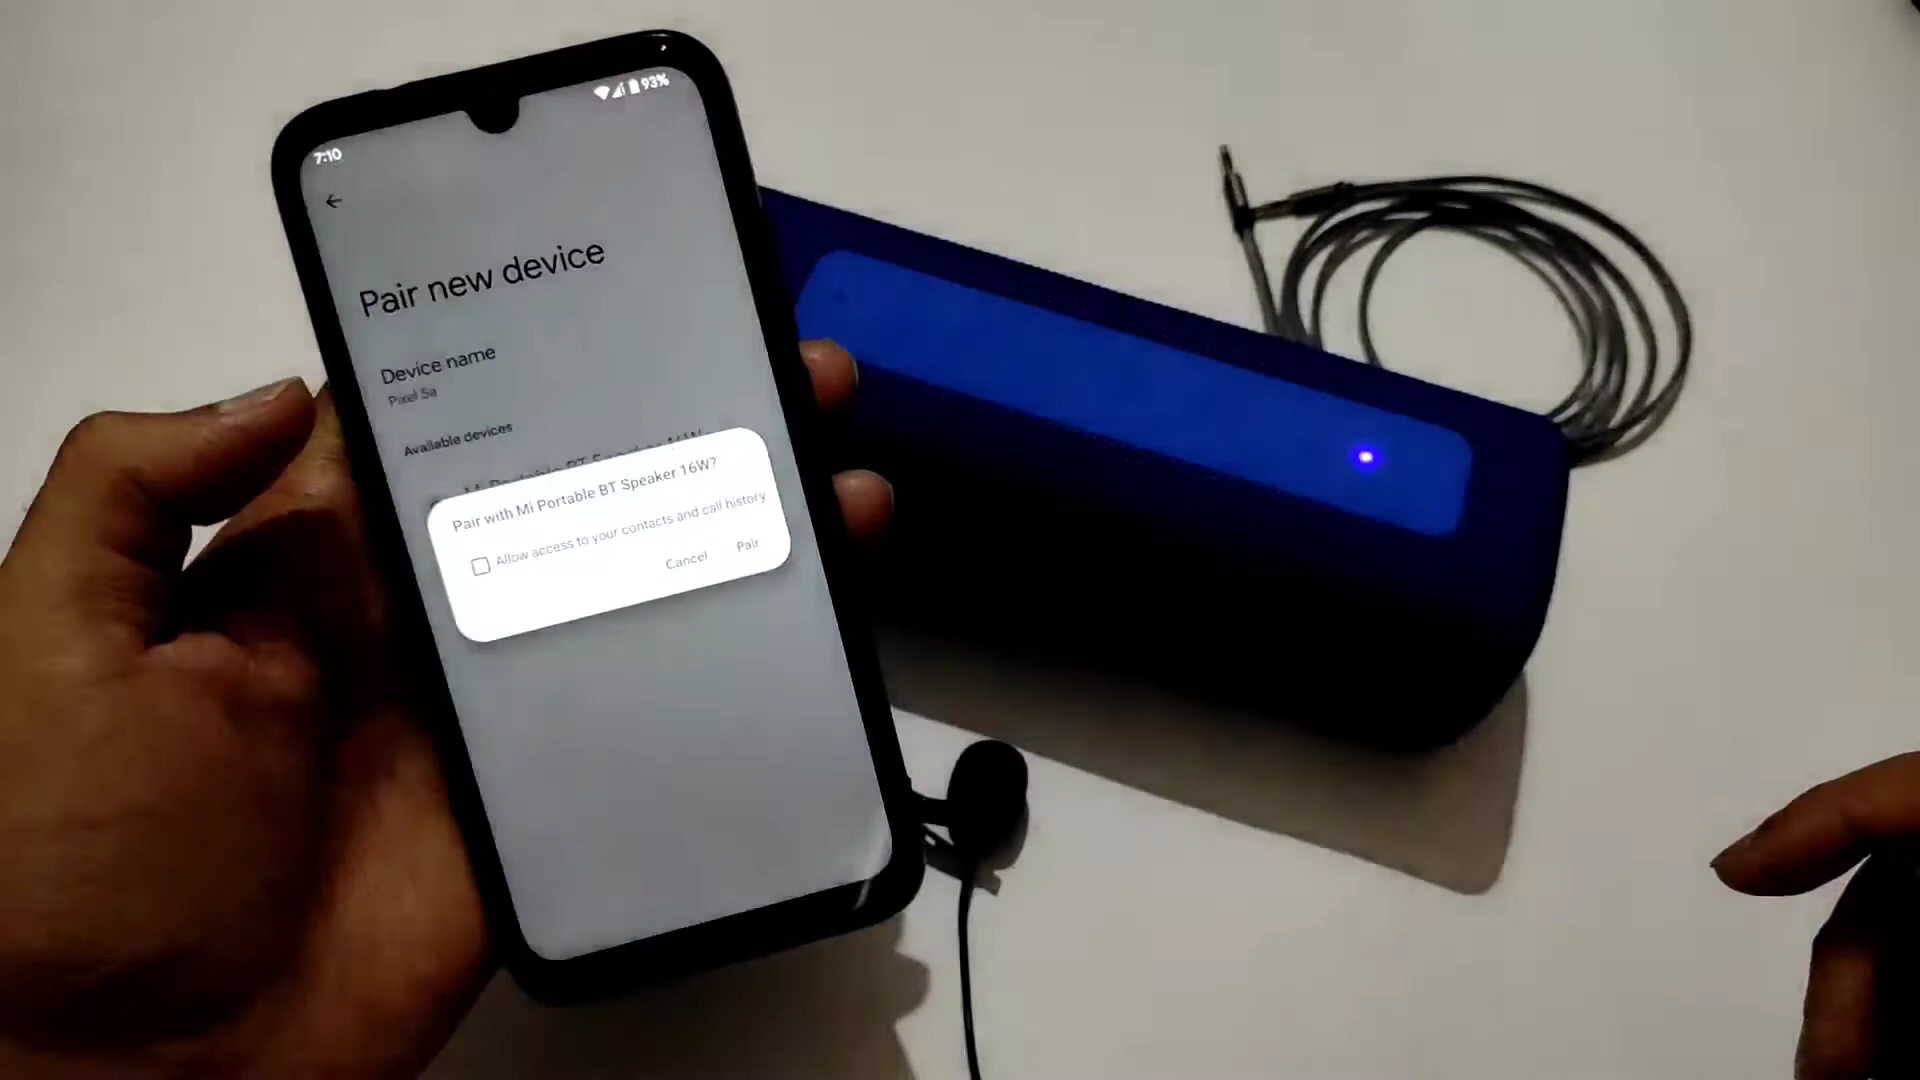 93%
7:10
Pair new device
Device name
Pixel 5a
Available devices
Pair with Mi Portable BT Speaker 16W?
Allow access to your contacts and call history
Cancel Pair